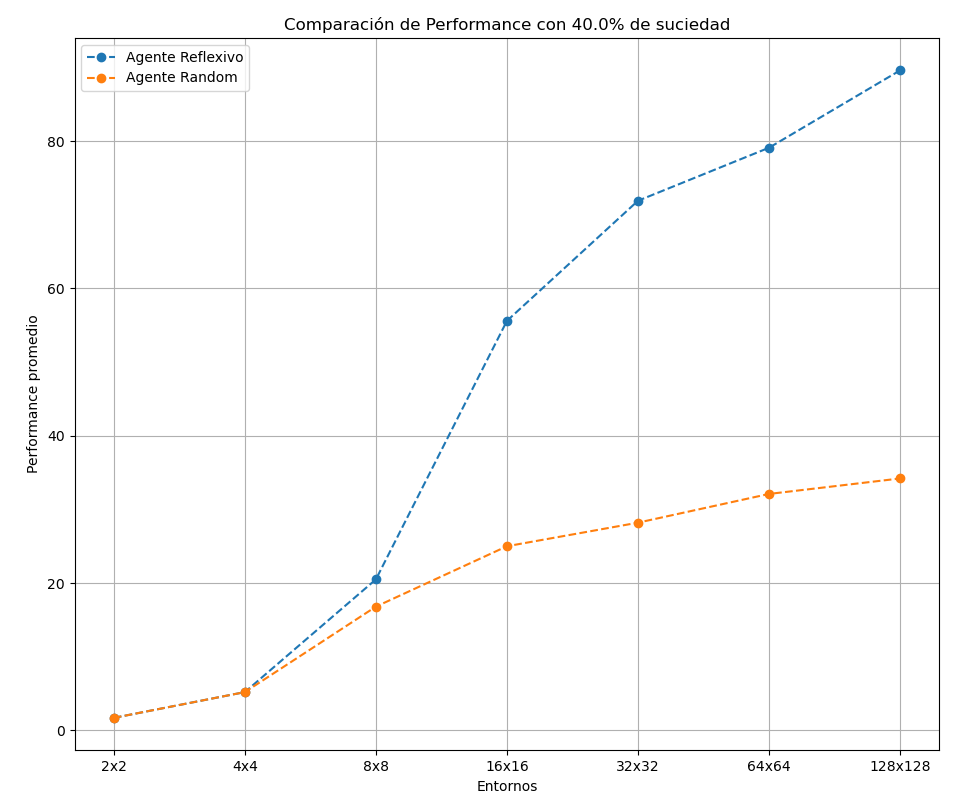 Comparación de Performance con 40.0% de suciedad
Agente Reflexivo
Agente Random
Performance promedio
80
60
40
20
0
2x2 4x4 8x8 16x16 32x32 64x64 128x128
Entornos